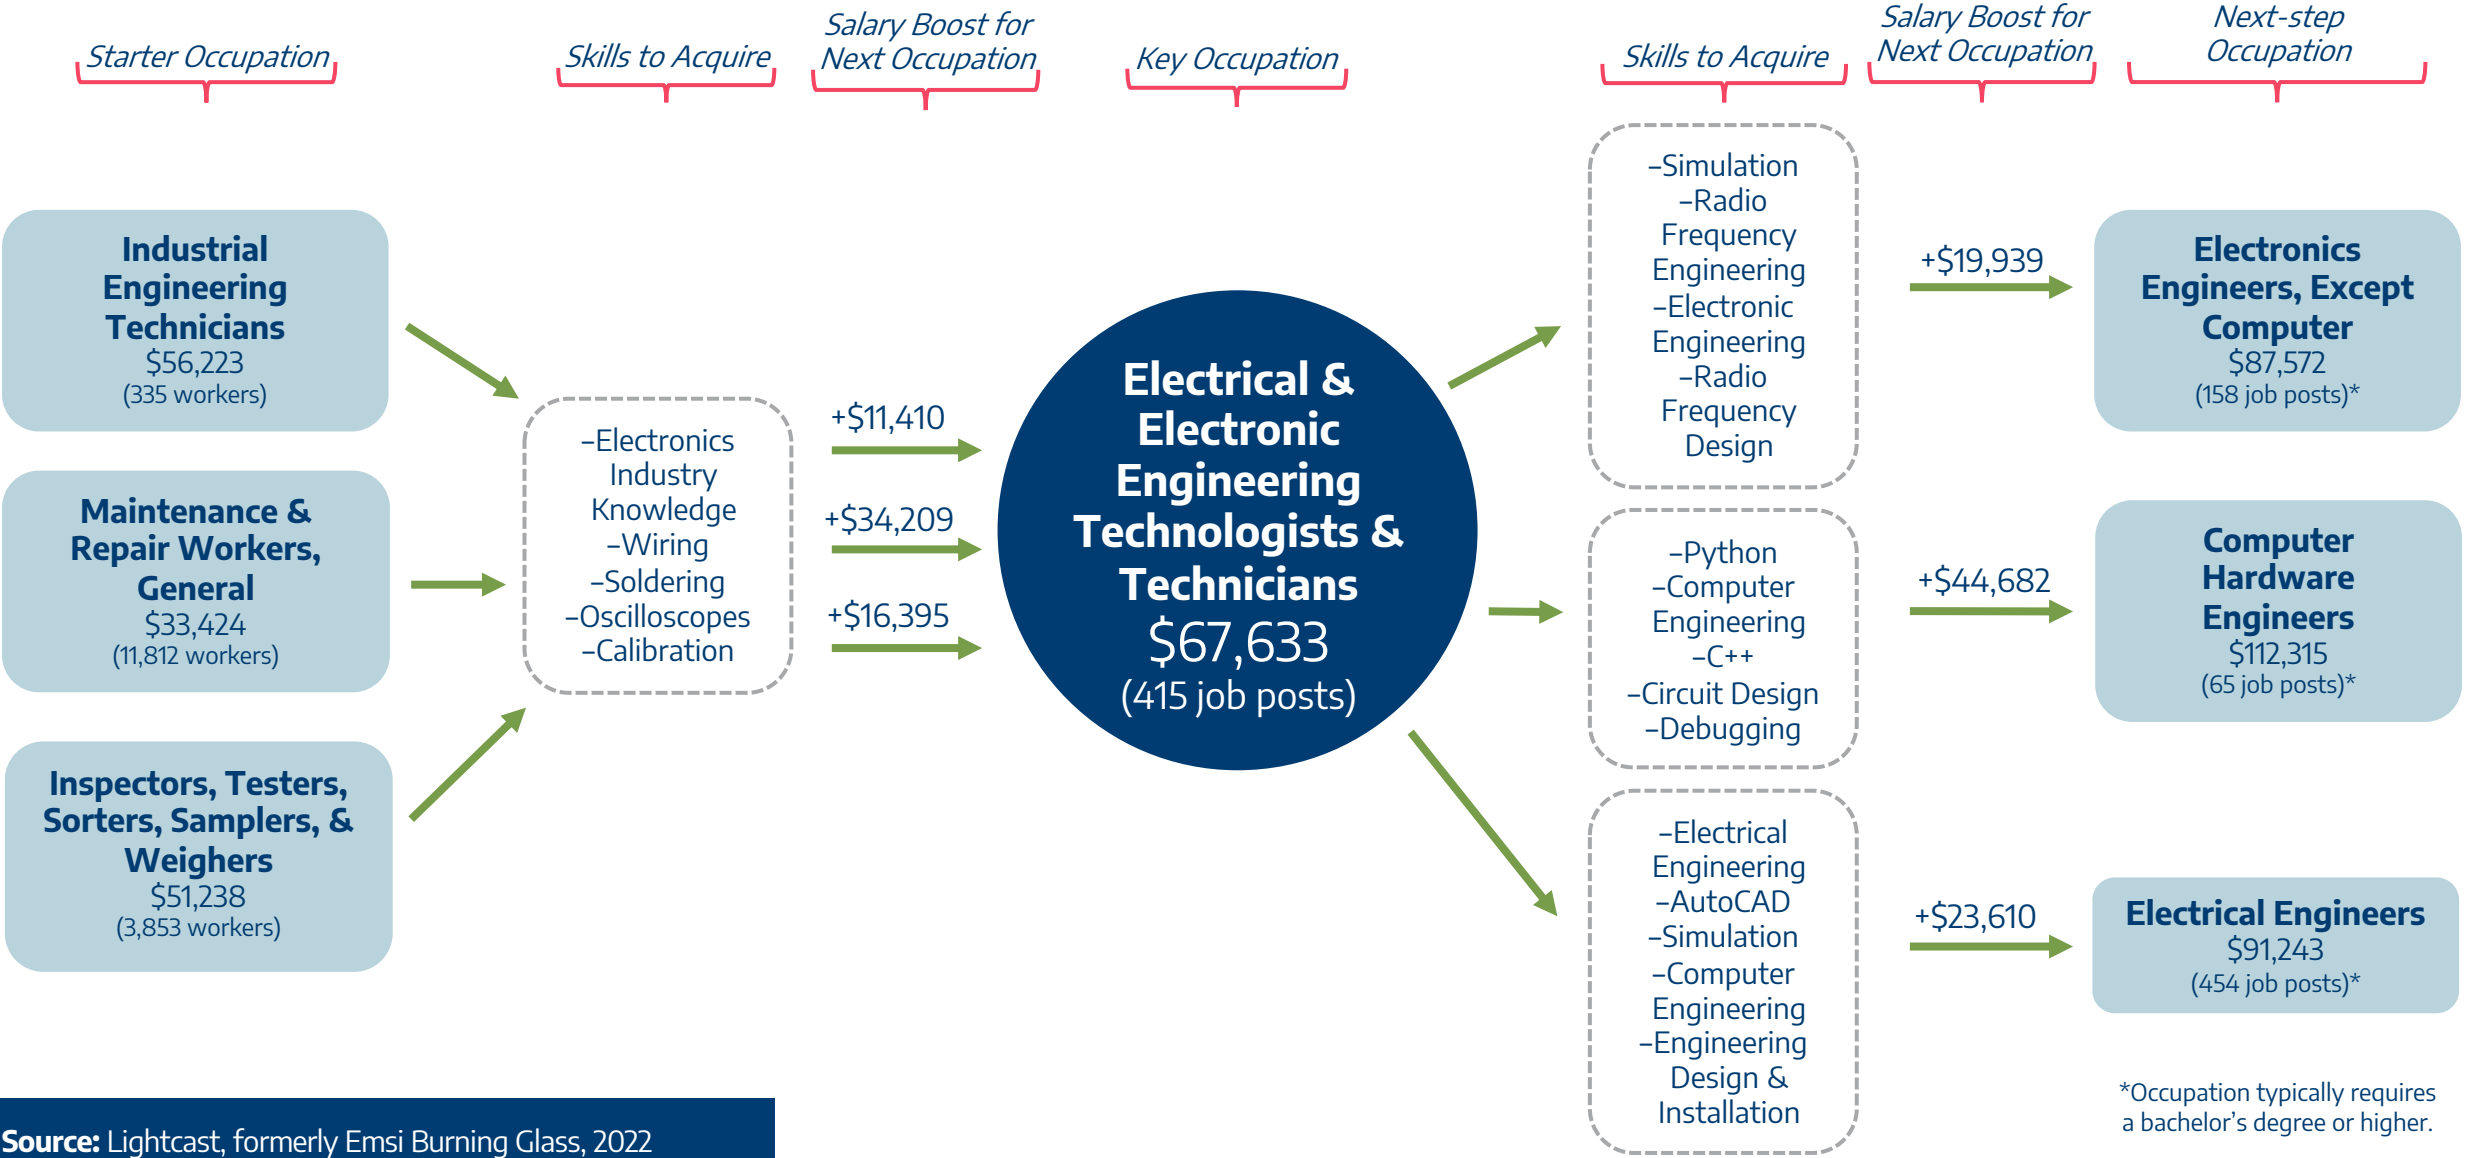 Starter Occupation
Skills to Acquire
Salary Boost for
Next Occupation
Key Occupation
Skills to Acquire
Salary Boost for
Next Occupation
Next-step
Occupation
Industrial
Engineering
Technicians
$56,223
(335 workers)
Maintenance &
Repair Workers,
General
$33,424
(11,812 workers)
Inspectors, Testers,
Sorters, Samplers, &
Weighers
$51,238
(3,853 workers)
–Electronics
Industry
Knowledge
–Wiring
–Soldering
–Oscilloscopes
–Calibration
+$11,410
+$34,209
+$16,395
Electrical &
Electronic
Engineering
Technologists &
Technicians
$67,633
(415 job posts)
–Simulation
–Radio
Frequency
Engineering
–Electronic
Engineering
–Radio
Frequency
Design
+$19,939
Electronics
Engineers, Except
Computer
$87,572
(158 job posts)*
–Python
–Computer
Engineering
–C++
–Circuit Design
–Debugging
+$44,682
Computer
Hardware
Engineers
$112,315
(65 job posts)*
–Electrical
Engineering
–AutoCAD
–Simulation
–Computer
Engineering
–Engineering
Design &
Installation
+$23,610
Electrical Engineers
$91,243
(454 job posts)*
*Occupation typically requires
a bachelor's degree or higher.
Source: Lightcast, formerly Emsi Burning Glass, 2022